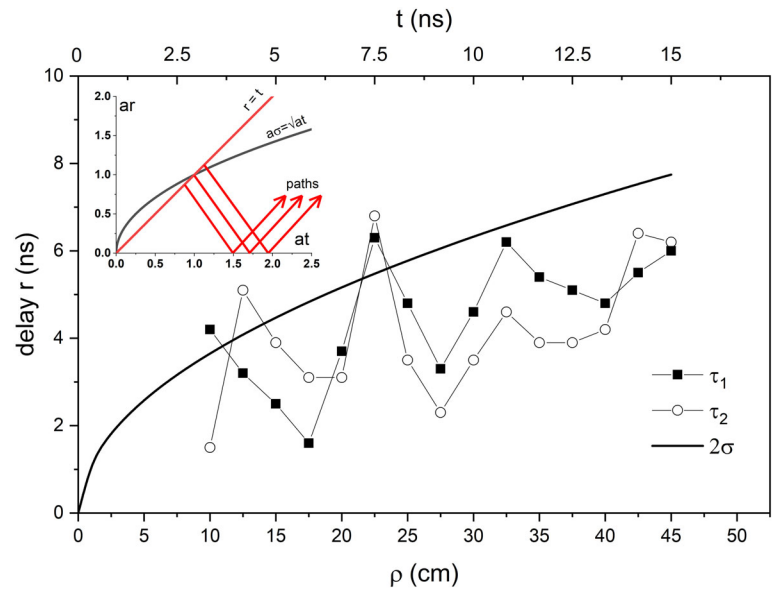 t (ns)
0 2.5 5 7.5 10 12.5 15
10
8
6
4
2
0
delay r (ns)
2.0
1.5
1.0
0.5
0.0
ar
r = t
aσ=√at
paths
at
0.0 0.5 1.0 1.5 2.0 2.5
τ1
τ2
2σ
0 5 10 15 20 25 30 35 40 45 50
ρ (cm)